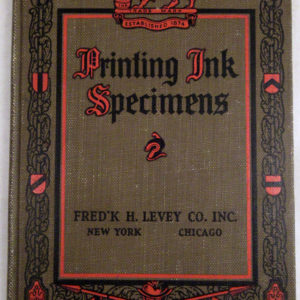 TRADE MARK
ESTABLISHED 1874
Printing Ink
Specimens
FRED'K H. LEVEY CO. INC.
NEW YORK CHICAGO